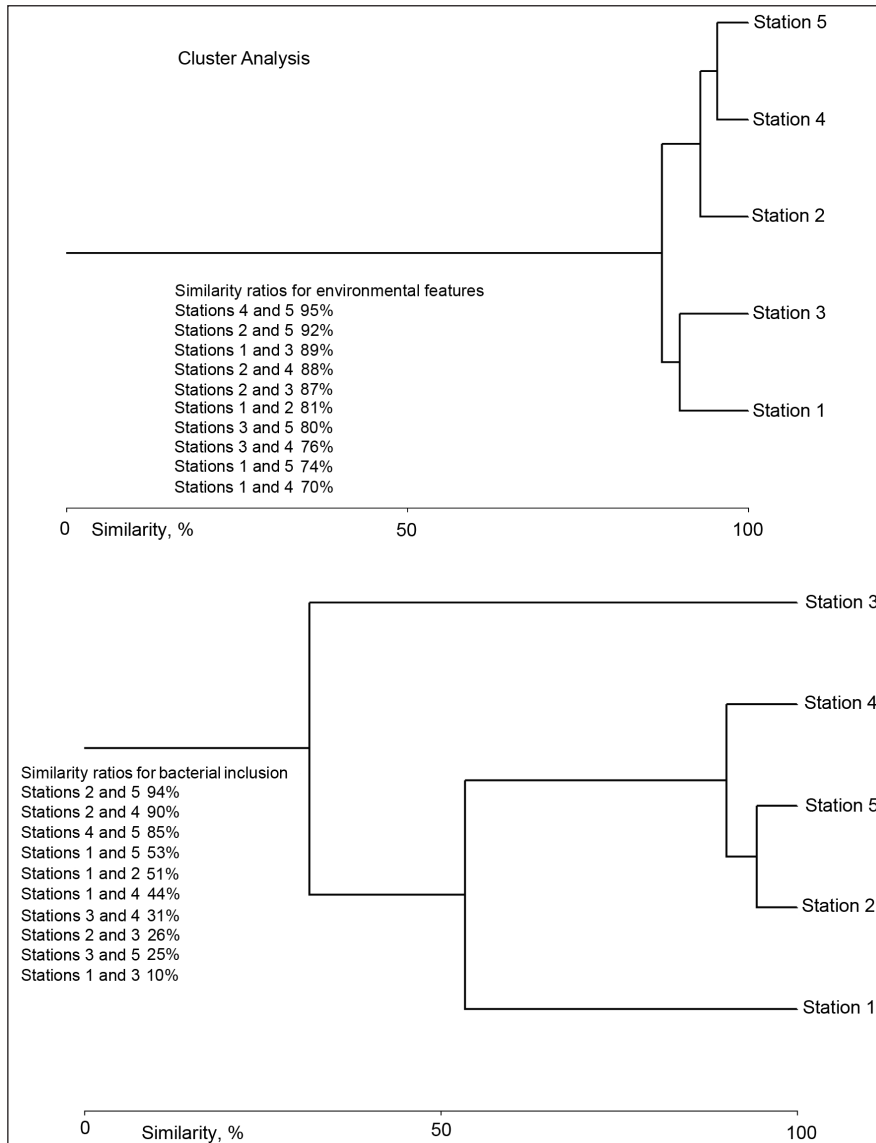 Cluster Analysis
Station 5
Station 4
Station 2
Station 3
Station 1
Similarity ratios for environmental features
Stations 4 and 5 95%
Stations 2 and 5 92%
Stations 1 and 3 89%
Stations 2 and 4 88%
Stations 2 and 3 87%
Stations 1 and 2 81%
Stations 3 and 5 80%
Stations 3 and 4 76%
Stations 1 and 5 74%
Stations 1 and 4 70%
0 50 100
Similarity, %
Station 3
Station 4
Station 5
Station 2
Station 1
Similarity ratios for bacterial inclusion
Stations 2 and 5 94%
Stations 2 and 4 90%
Stations 4 and 5 85%
Stations 1 and 5 53%
Stations 1 and 2 51%
Stations 1 and 4 44%
Stations 3 and 4 31%
Stations 2 and 3 26%
Stations 3 and 5 25%
Stations 1 and 3 10%
0 50 100
Similarity, %